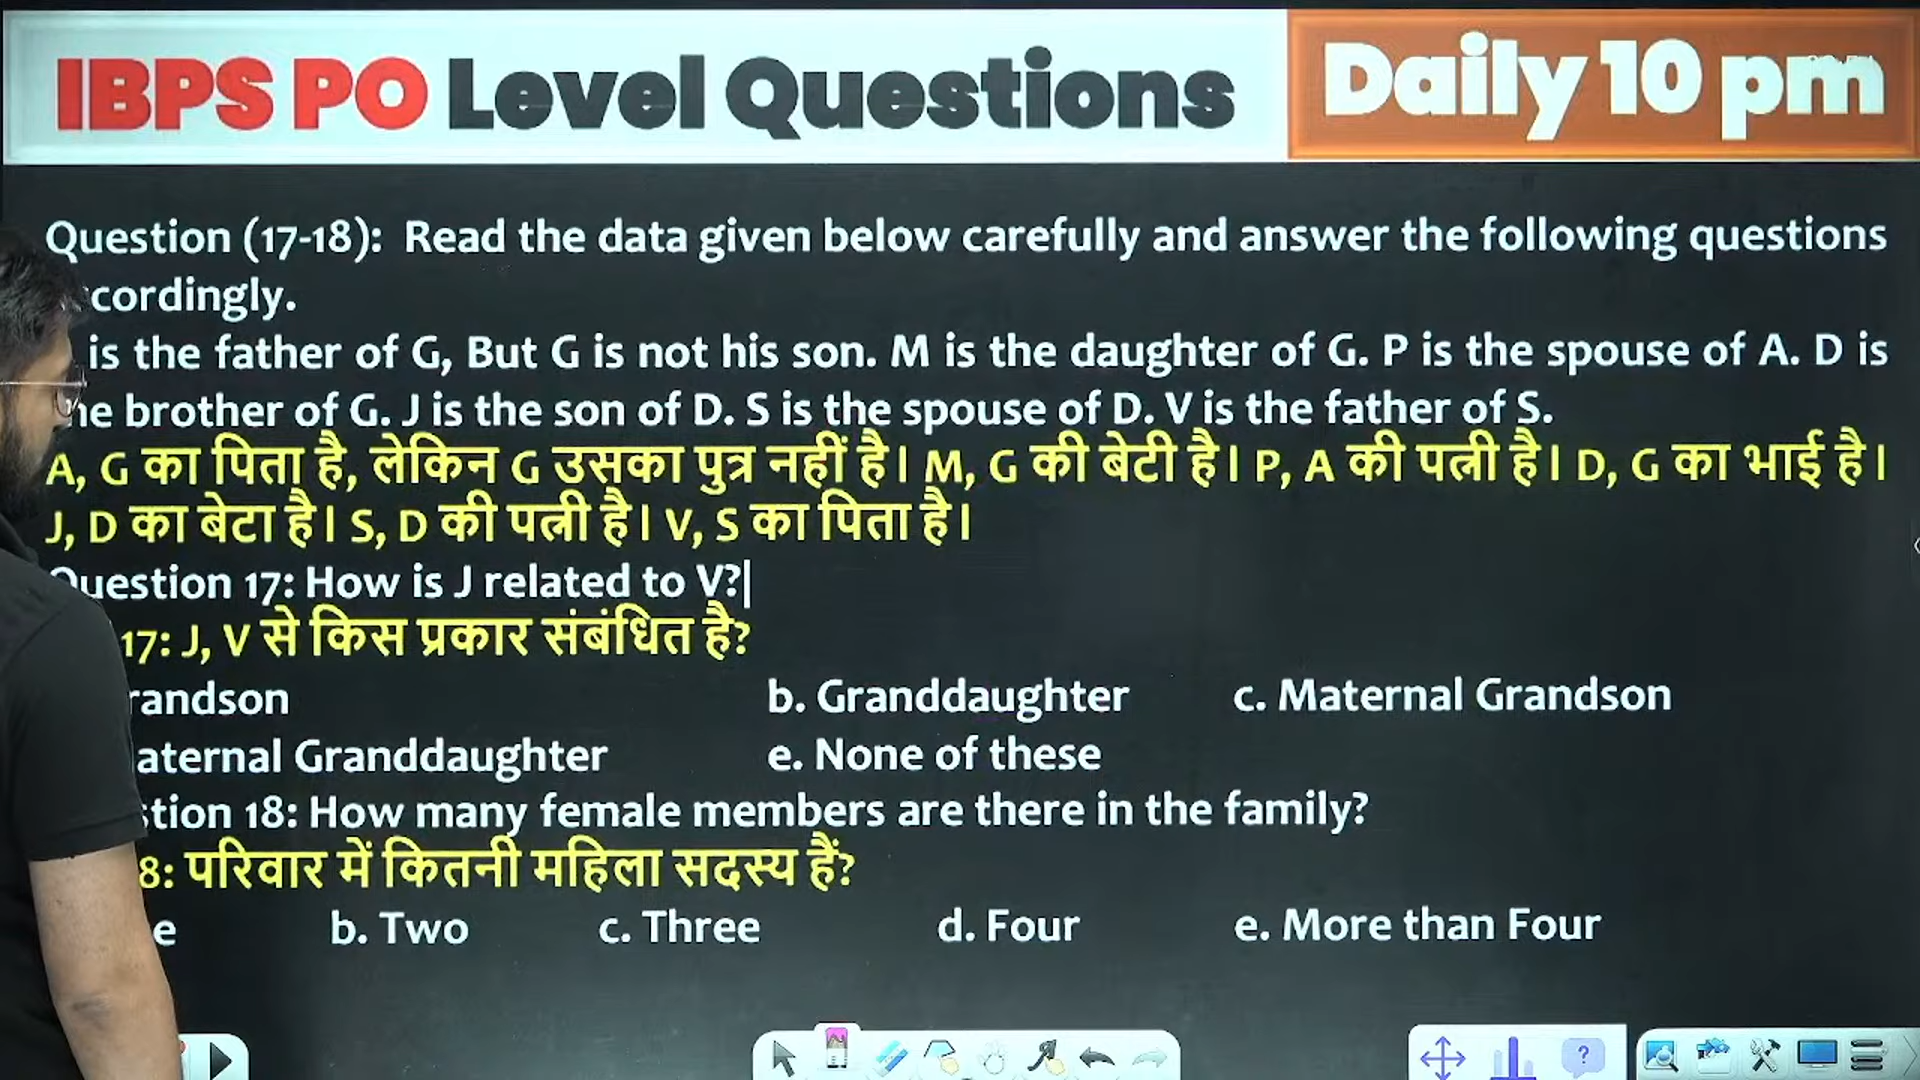 IBPS PO Level Questions
Daily 10 pm
Question (17-18): Read the data given below carefully and answer the following questions
cordingly.
is the father of G, But G is not his son. M is the daughter of G. P is the spouse of A. D is
he brother of G. J is the son of D. S is the spouse of D. V is the father of S.
A, G का पिता है, लेकिन G उसका पुत्र नहीं है। M, G की बेटी है। P, A की पत्नी है। D, G का भाई है।
J, D का बेटा है। S, D की पत्नी है। V, S का पिता है।
Question 17: How is J related to V?
17: J, V से किस प्रकार संबंधित है?
randson b. Granddaughter c. Maternal Grandson
aternal Granddaughter e. None of these
stion 18: How many female members are there in the family?
8: परिवार में कितनी महिला सदस्य हैं?
e b. Two c. Three d. Four e. More than Four